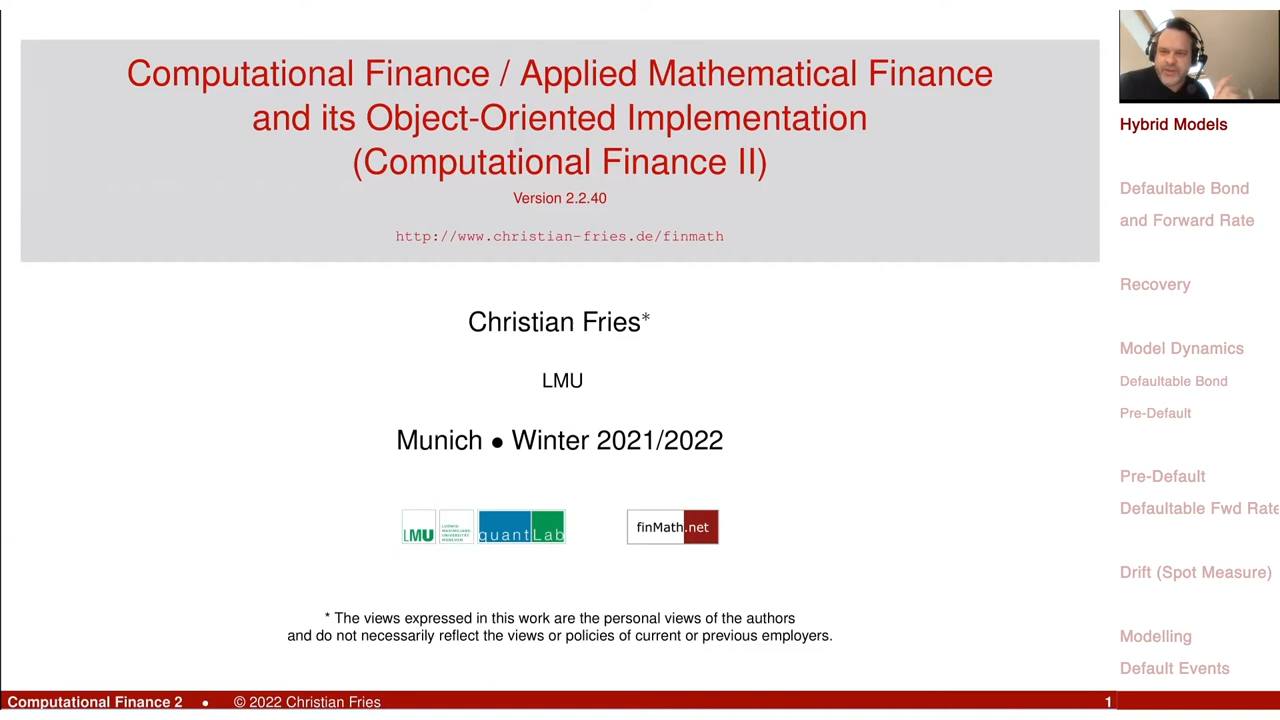 Computational Finance / Applied Mathematical Finance
and its Object-Oriented Implementation
(Computational Finance II)
Version 2.2.40
http://www.christian-fries.de/finmath
Christian Fries*
LMU
Munich • Winter 2021/2022
LMU
LUDWIG
MAXIMILIANS
UNIVERSITÄT
MÜNCHEN
quantLab
finMath.net
* The views expressed in this work are the personal views of the authors
and do not necessarily reflect the views or policies of current or previous employers.
Hybrid Models
Defaultable Bond
and Forward Rate
Recovery
Model Dynamics
Defaultable Bond
Pre-Default
Pre-Default
Defaultable Fwd Rate
Drift (Spot Measure)
Modelling
Default Events
Computational Finance 2 • © 2022 Christian Fries 1